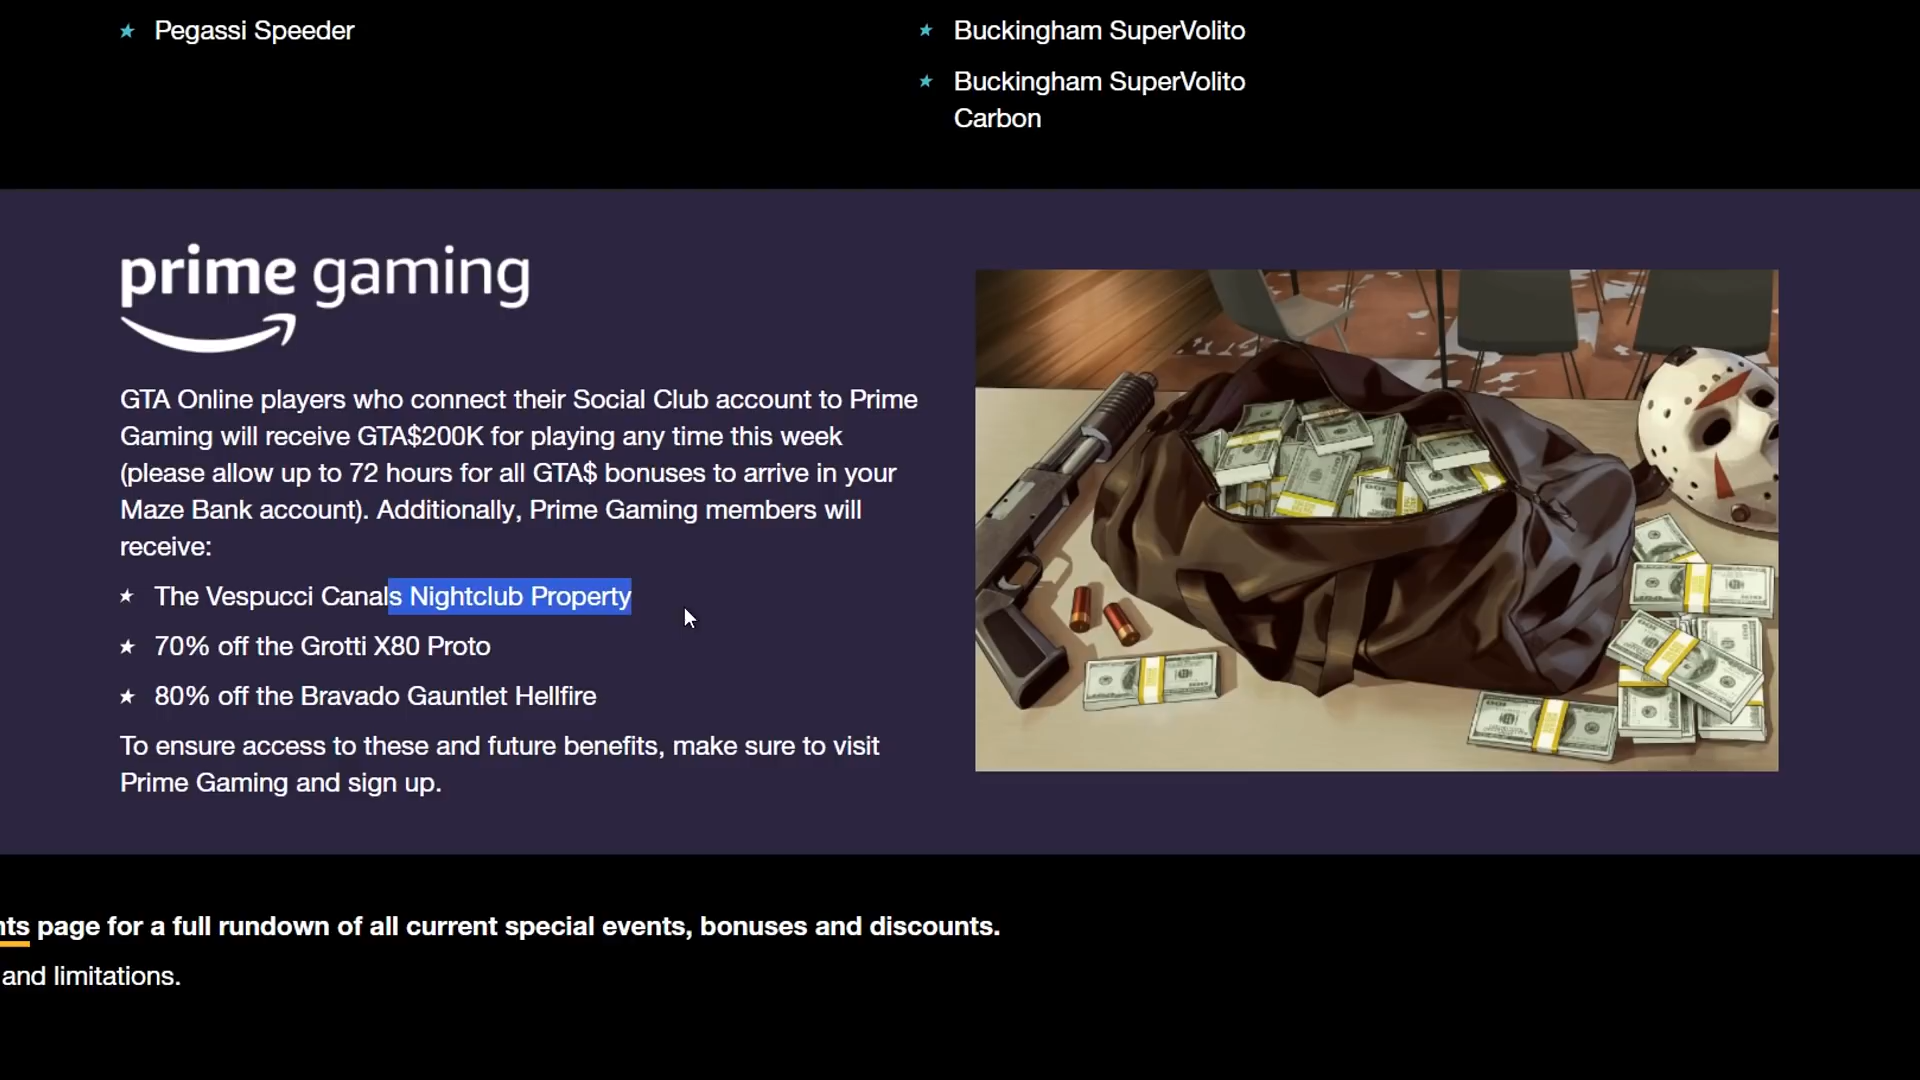 Pegassi Speeder
Buckingham SuperVolito
Buckingham SuperVolito
Carbon
prime gaming
GTA Online players who connect their Social Club account to Prime
Gaming will receive GTA$200K for playing any time this week
(please allow up to 72 hours for all GTA$ bonuses to arrive in your
Maze Bank account). Additionally, Prime Gaming members will
receive:
The Vespucci Canals Nightclub Property
70% off the Grotti X80 Proto
80% off the Bravado Gauntlet Hellfire
To ensure access to these and future benefits, make sure to visit
Prime Gaming and sign up.
nts page for a full rundown of all current special events, bonuses and discounts.
and limitations.